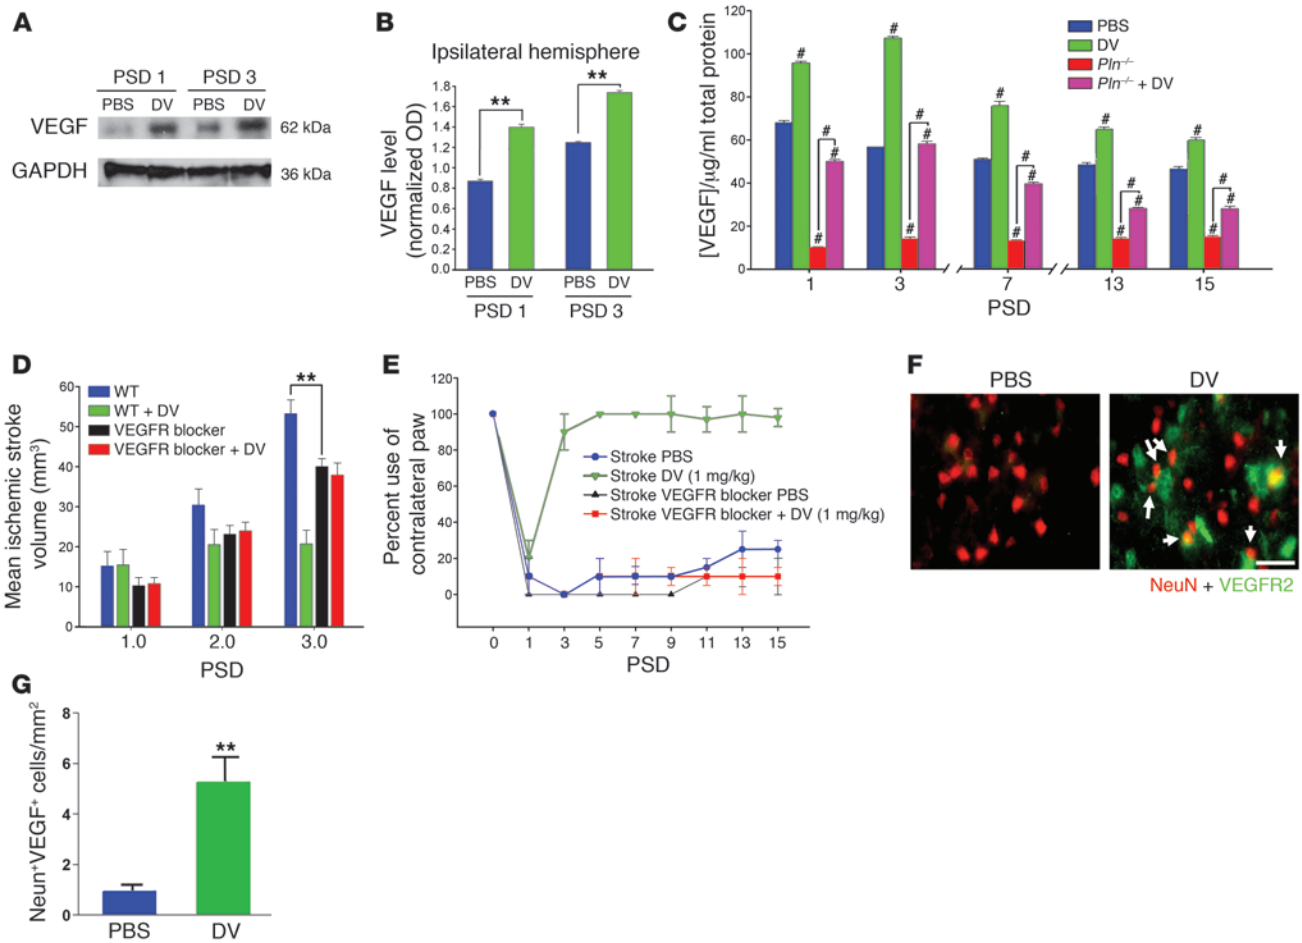 A
PSD 1 PSD 3
PBS DV PBS DV
VEGF 62 kDa
GAPDH 36 kDa
B
Ipsilateral hemisphere
VEGF level
(normalized OD)
1.8
1.6
1.4
1.2
1.0
0.8
0.6
0.4
0.2
0.0
** **
PBS DV PBS DV
PSD 1 PSD 3
C
[VEGF]/μg/ml total protein
120
100
80
60
40
20
0
PBS
DV
Pln–/–
Pln–/– + DV
# # # # #
# # # # #
# # # # #
# # # # #
1 3 7 13 15
PSD
D
Mean ischemic stroke
volume (mm3)
60
50
40
30
20
10
0
WT
WT + DV
VEGFR blocker
VEGFR blocker + DV
**
1.0 2.0 3.0
PSD
E
Percent use of
contralateral paw
120
100
80
60
40
20
0
Stroke PBS
Stroke DV (1 mg/kg)
Stroke VEGFR blocker PBS
Stroke VEGFR blocker + DV (1 mg/kg)
0 1 3 5 7 9 11 13 15
PSD
F
PBS DV
NeuN + VEGFR2
G
Neun+VEGF+ cells/mm2
8
6
4
2
0
**
PBS DV